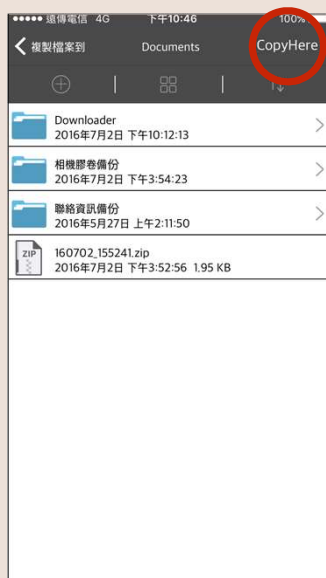 ●●●●● 遠傳電信 4G 下午10:46 100%
複製檔案到 Documents CopyHere
Downloader
2016年7月2日 下午10:12:13
相機膠卷備份
2016年7月2日 下午3:54:23
聯絡資訊備份
2016年5月27日 上午2:11:50
ZIP
160702_155241.zip
2016年7月2日 下午3:52:56 1.95 KB